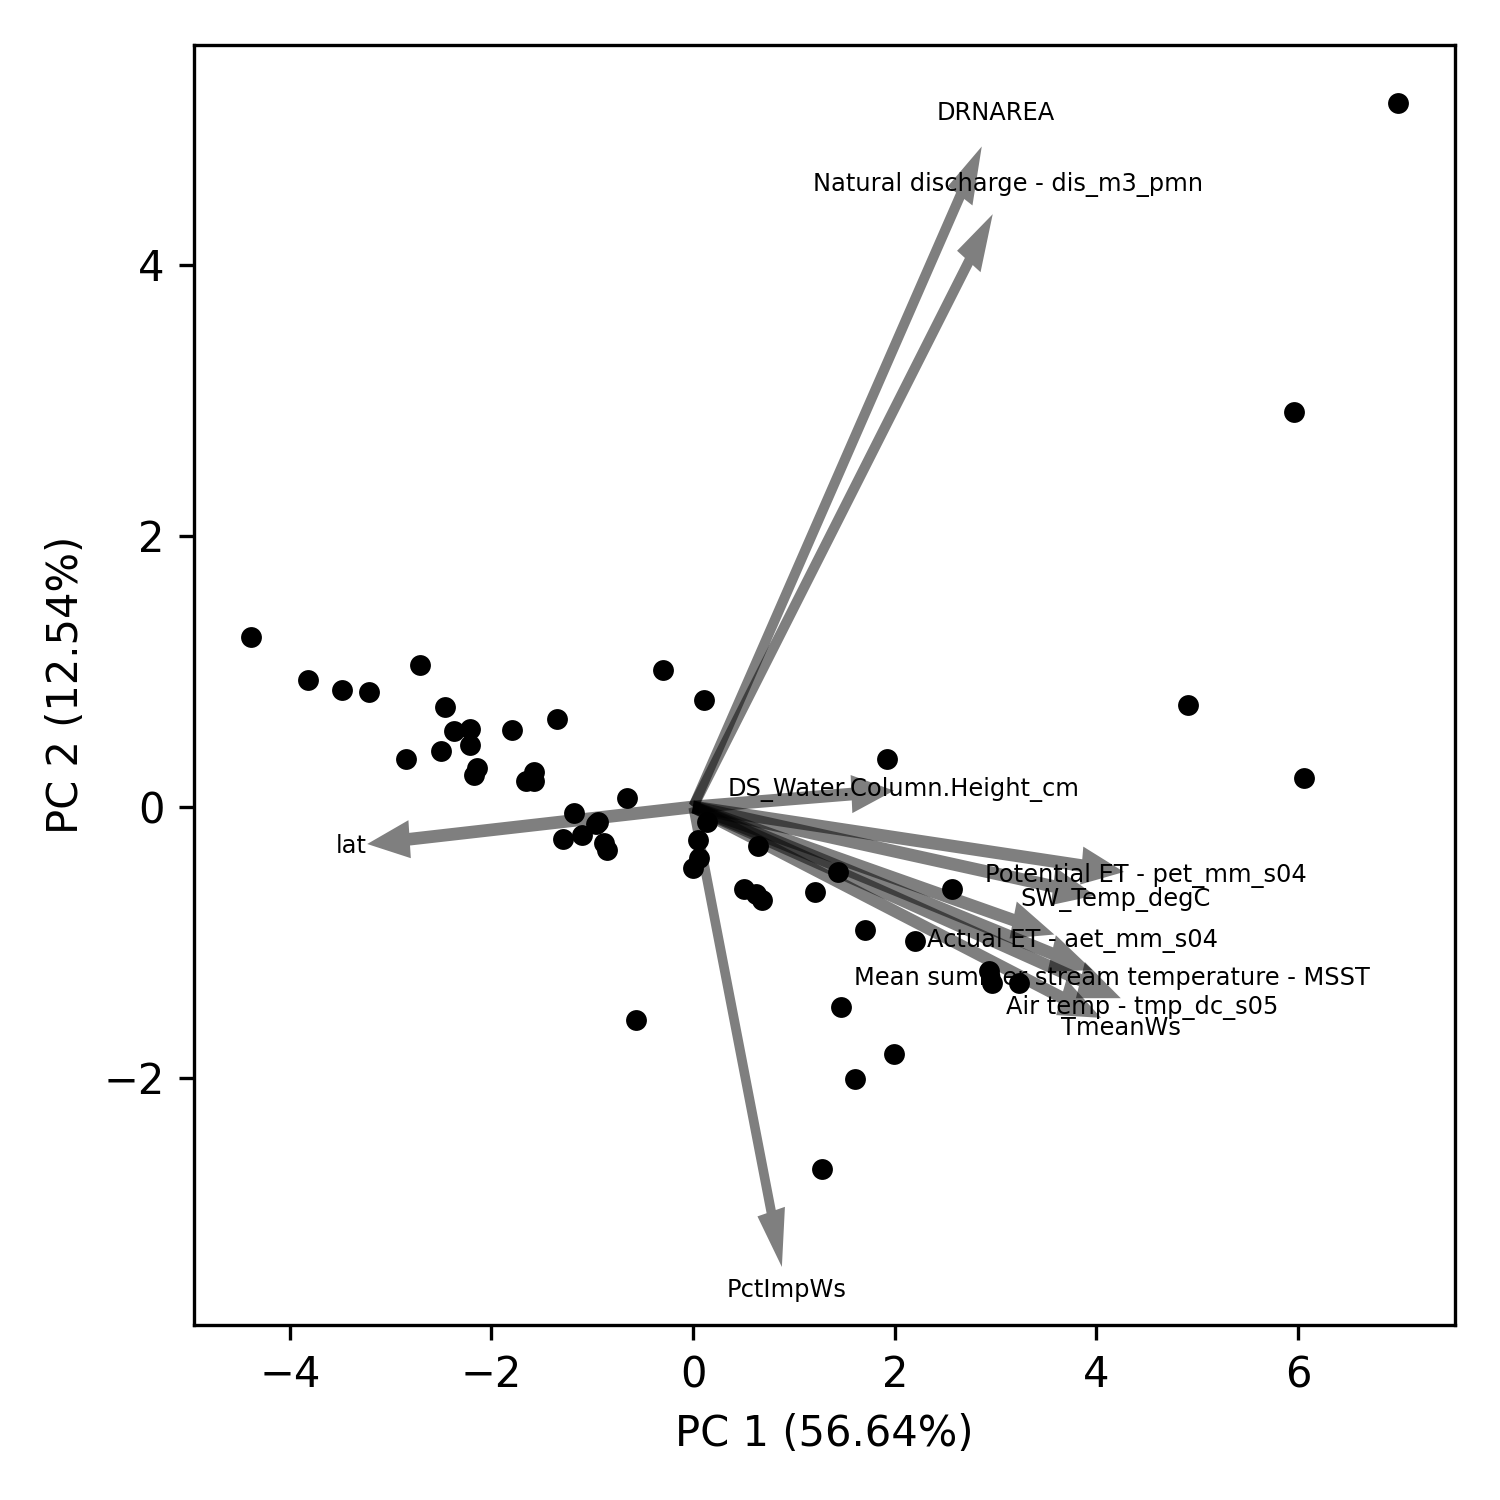 DRNAREA
Natural discharge - dis_m3_pmn
4
2
DS_Water.Column.Height_cm
0
lat
Potential ET - pet_mm_s04
SW_Temp_degC
Actual ET - aet_mm_s04
Mean summer stream temperature - MSST
Air temp - tmp_dc_s05
TmeanWs
−2
PctImpWs
PC 2 (12.54%)
−4 −2 0 2 4 6
PC 1 (56.64%)